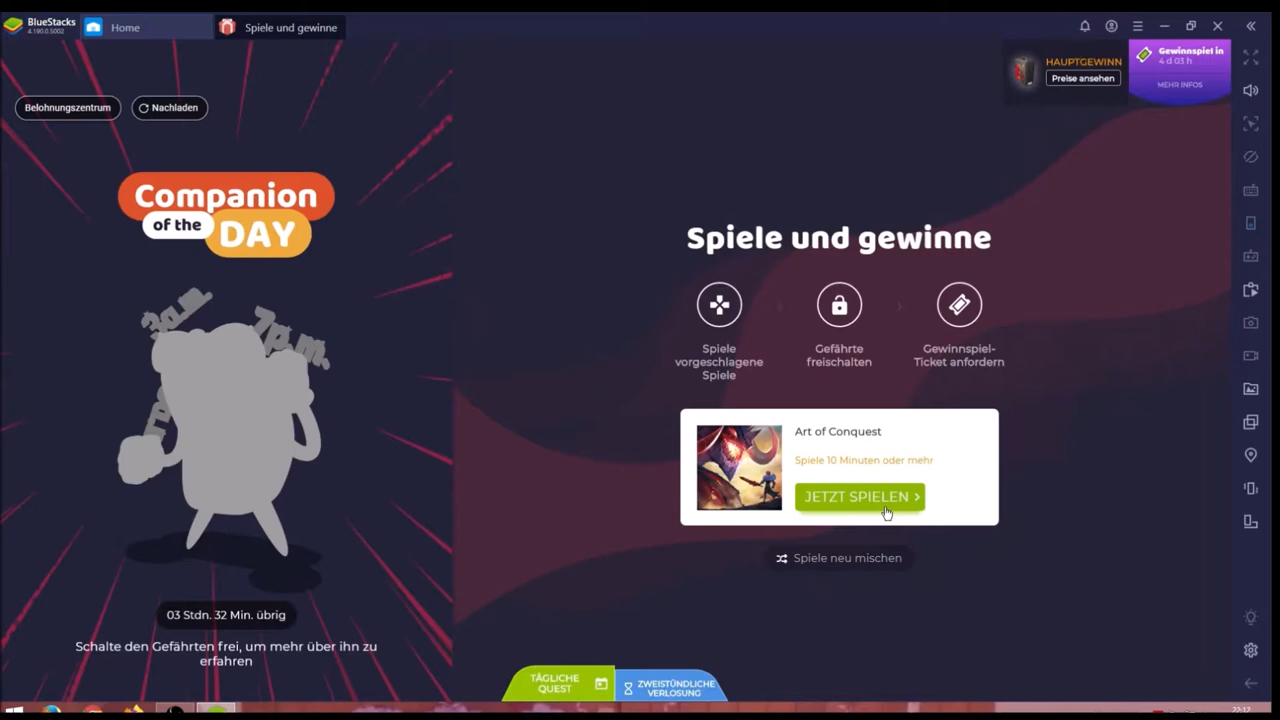 BlueStacks
4.190.0.5002
Home
Spiele und gewinne
HAUPTGEWINN
Preise ansehen
Gewinnspiel in
4 d 03 h
MEHR INFOS
Belohnungszentrum
Nachladen
Companion
of the
DAY
7p.m.
03 Stdn. 32 Min. übrig
Schalte den Gefährten frei, um mehr über ihn zu
erfahren
Spiele und gewinne
Spiele
vorgeschlagene
Spiele
Gefährte
freischalten
Gewinnspiel-
Ticket anfordern
Art of Conquest
Spiele 10 Minuten oder mehr
JETZT SPIELEN
Spiele neu mischen
TÄGLICHE
QUEST
ZWEISTÜNDLICHE
VERLOSUNG